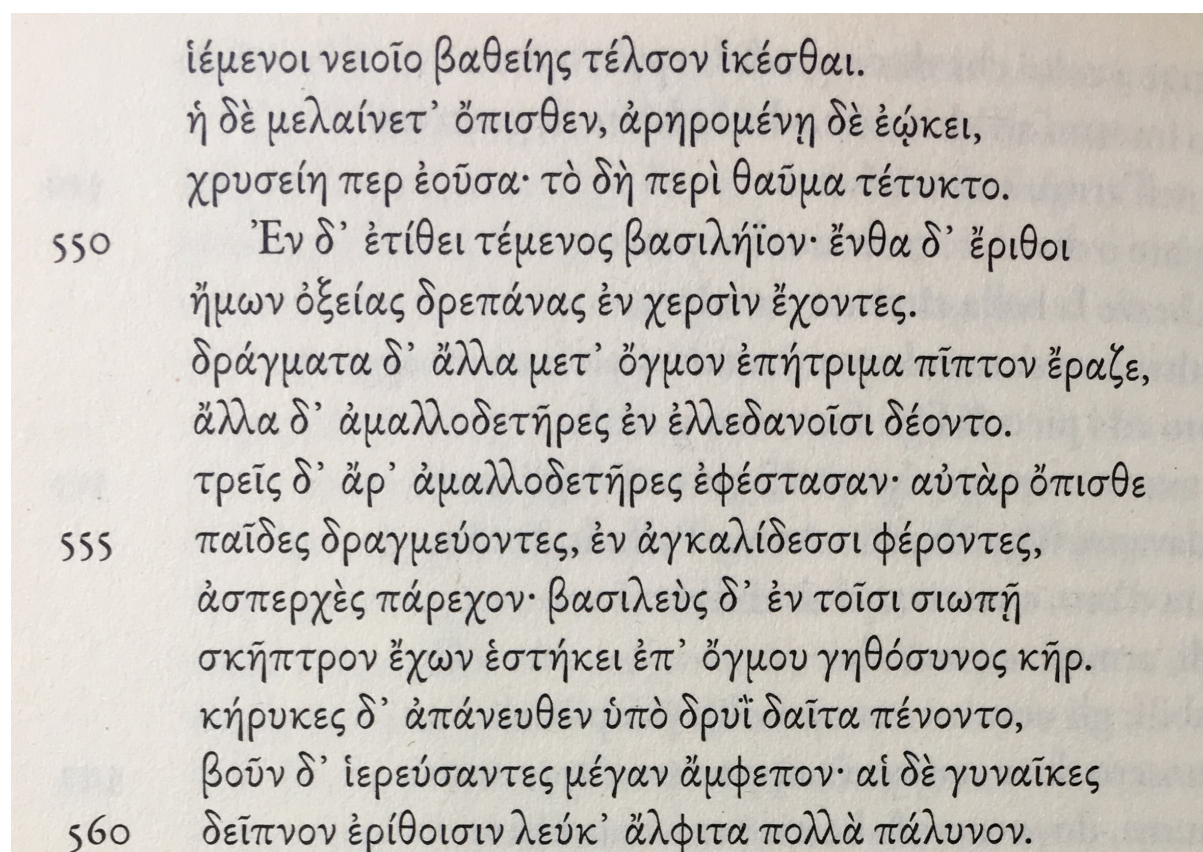 ἱέμενοι νειοῖο βαθείης τέλσον ἱκέσθαι.
ἡ δὲ μελαίνετ’ ὄπισθεν, ἀρηρομένῃ δὲ ἐῴκει,
χρυσείη περ ἐοῦσα· τὸ δὴ περὶ θαῦμα τέτυκτο.
550 Ἐν δ’ ἐτίθει τέμενος βασιλήϊον· ἔνθα δ’ ἔριθοι
ἤμων ὀξείας δρεπάνας ἐν χερσὶν ἔχοντες.
δράγματα δ’ ἄλλα μετ’ ὄγμον ἐπήτριμα πῖπτον ἔραζε,
ἄλλα δ’ ἀμαλλοδετῆρες ἐν ἐλλεδανοῖσι δέοντο.
τρεῖς δ’ ἄρ’ ἀμαλλοδετῆρες ἐφέστασαν· αὐτὰρ ὄπισθε
555 παῖδες δραγμεύοντες, ἐν ἀγκαλίδεσσι φέροντες,
ἀσπερχὲς πάρεχον· βασιλεὺς δ’ ἐν τοῖσι σιωπῇ
σκῆπτρον ἔχων ἑστήκει ἐπ’ ὄγμου γηθόσυνος κῆρ.
κήρυκες δ’ ἀπάνευθεν ὑπὸ δρυῒ δαῖτα πένοντο,
βοῦν δ’ ἱερεύσαντες μέγαν ἄμφεπον· αἱ δὲ γυναῖκες
560 δεῖπνον ἐρίθοισιν λεύκ’ ἄλφιτα πολλὰ πάλυνον.